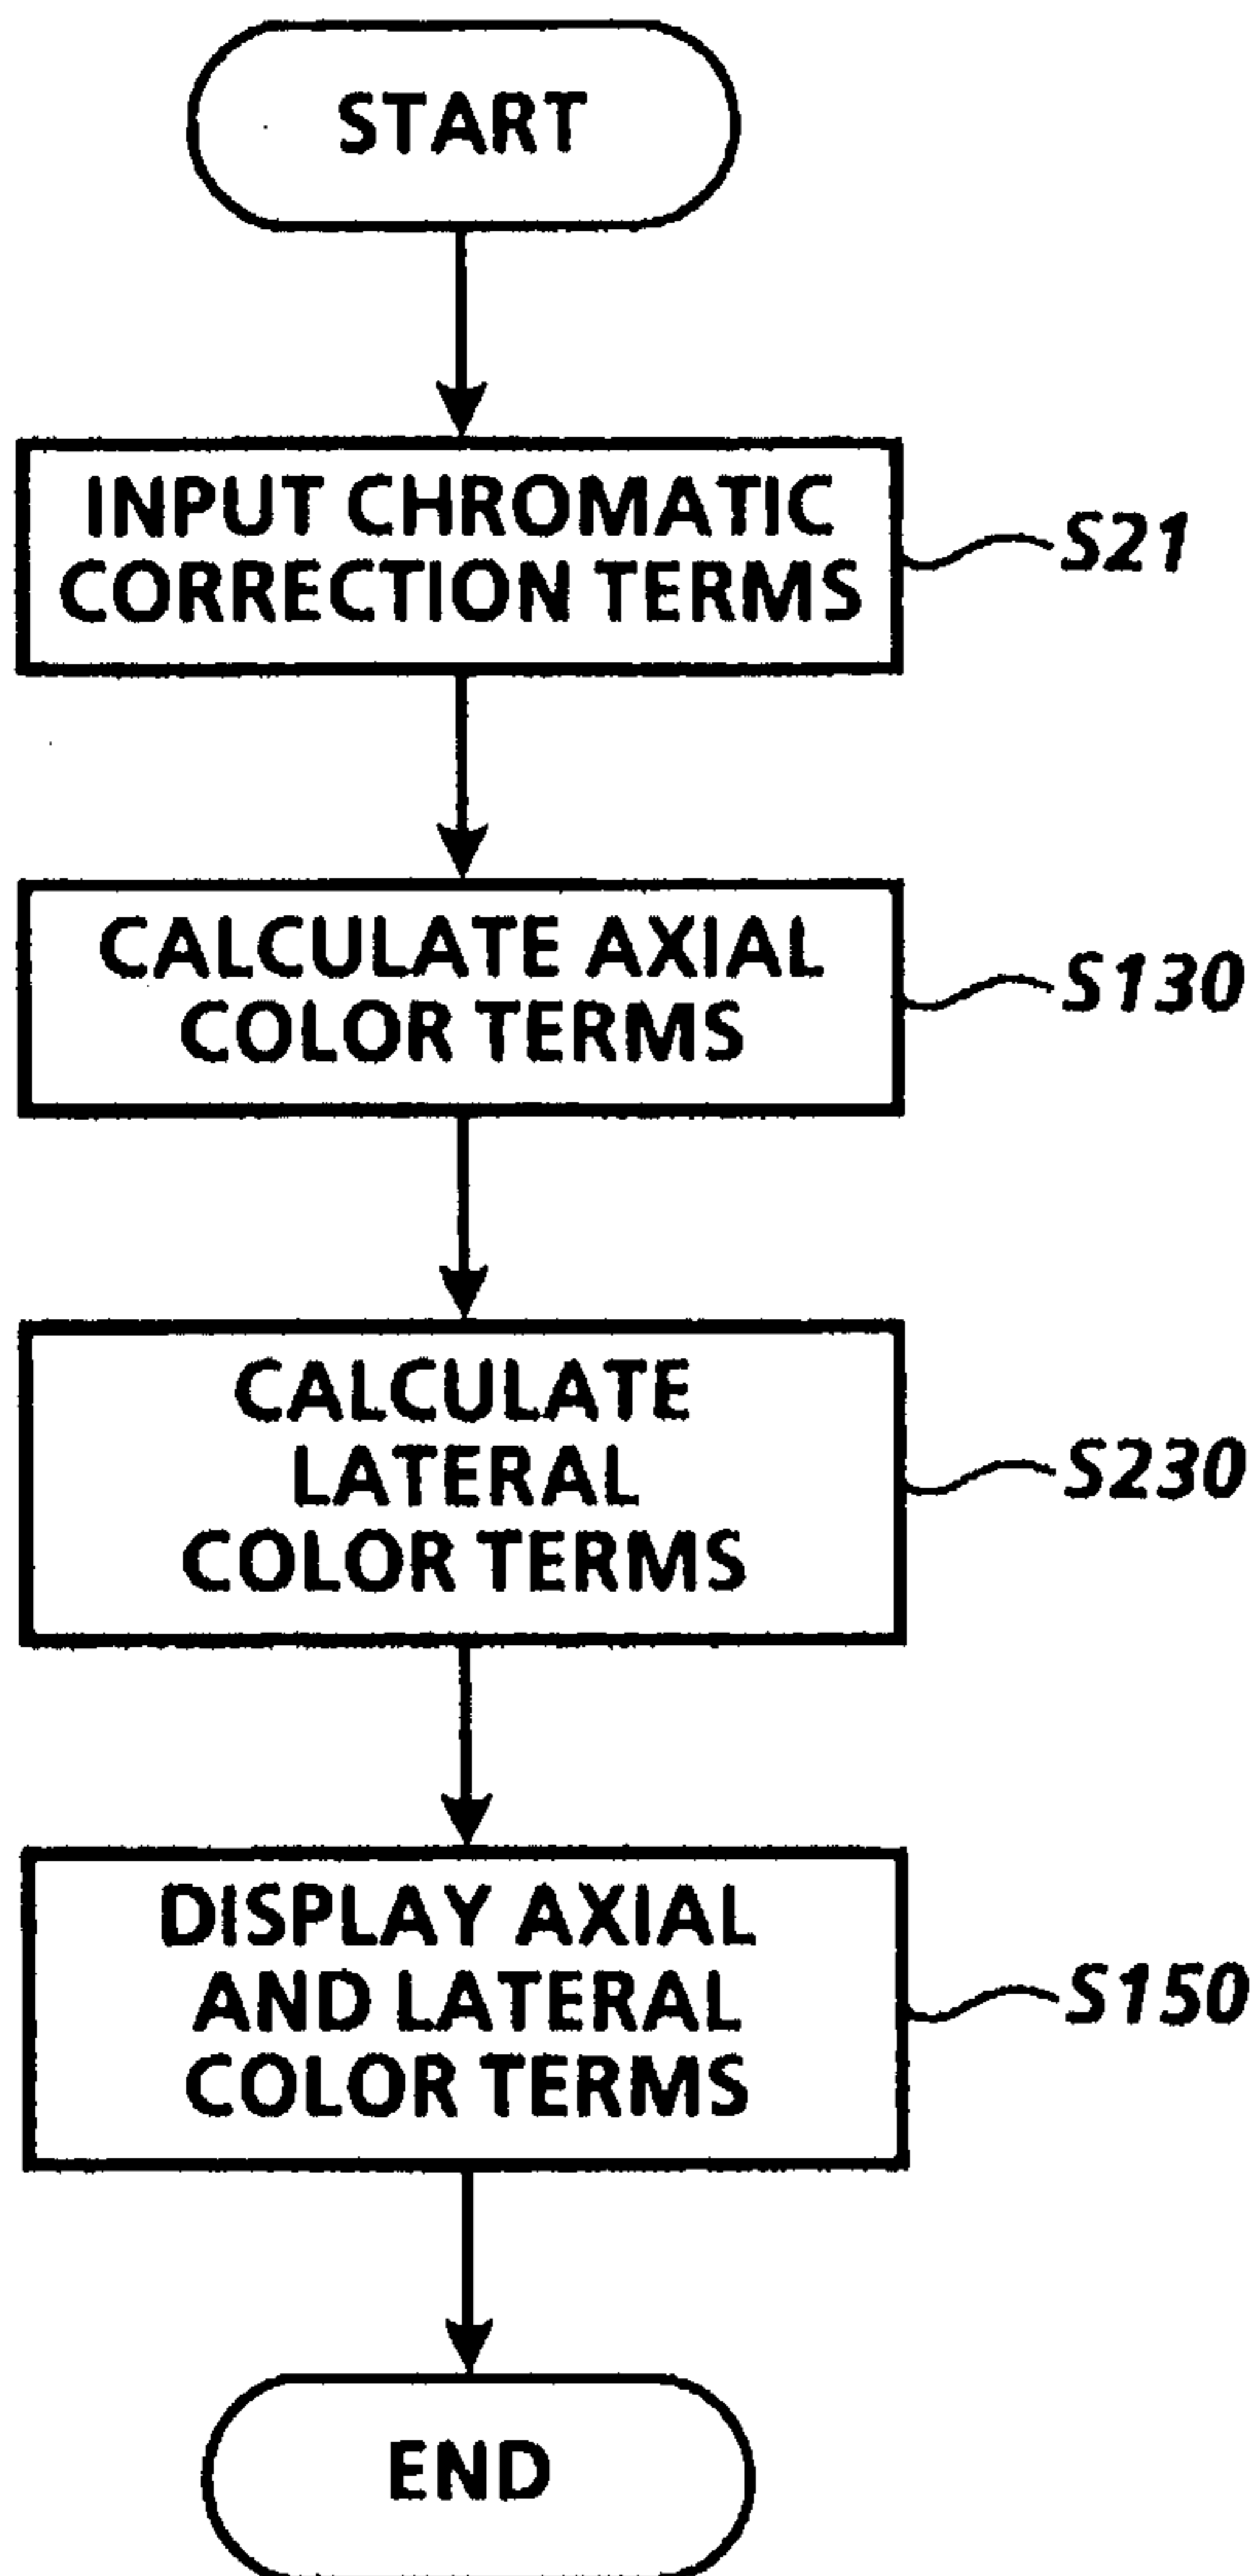 START
INPUT CHROMATIC
CORRECTION TERMS
S21
CALCULATE AXIAL
COLOR TERMS
S130
CALCULATE
LATERAL
COLOR TERMS
S230
DISPLAY AXIAL
AND LATERAL
COLOR TERMS
S150
END